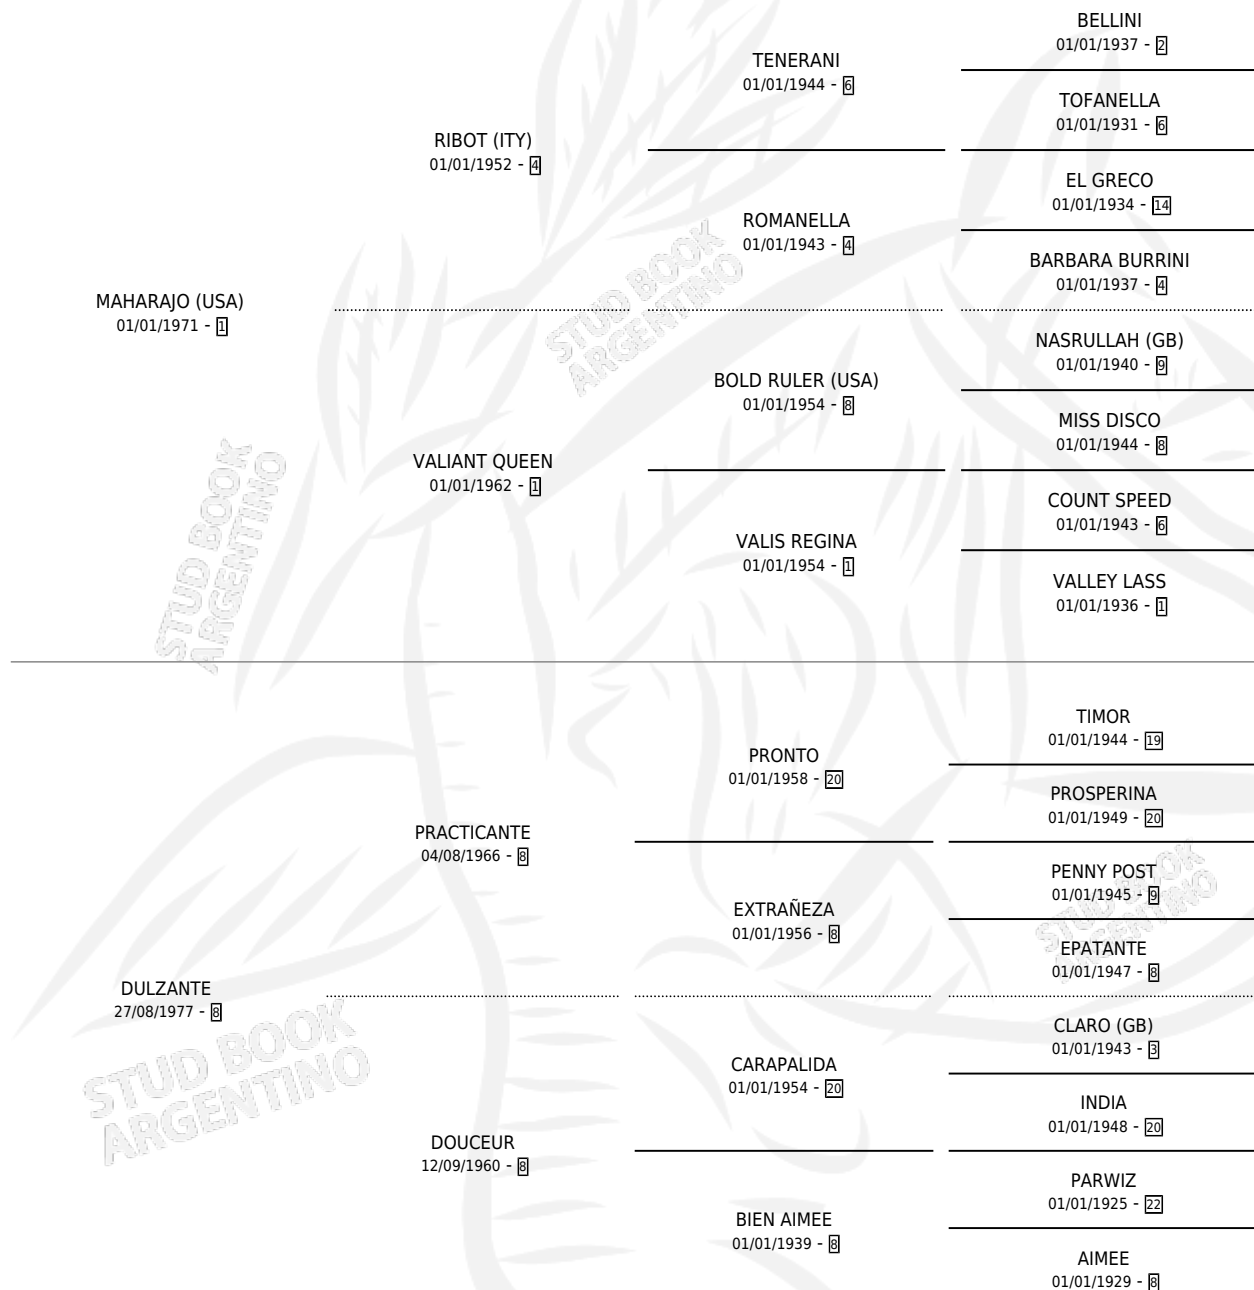 BELLINI
01/01/1937 - 2
TENERANI
01/01/1944 - 6
TOFANELLA
01/01/1931 - 6
RIBOT (ITY)
01/01/1952 - 4
EL GRECO
01/01/1934 - 14
ROMANELLA
01/01/1943 - 4
BARBARA BURRINI
01/01/1937 - 4
MAHARAJO (USA)
01/01/1971 - 1
STUD BOOK
ARGENTINO
NASRULLAH (GB)
01/01/1940 - 9
BOLD RULER (USA)
01/01/1954 - 8
MISS DISCO
01/01/1944 - 8
VALIANT QUEEN
01/01/1962 - 1
COUNT SPEED
01/01/1943 - 6
VALIS REGINA
01/01/1954 - 1
VALLEY LASS
01/01/1936 - 1
STUD BOOK
ARGENTINO
TIMOR
01/01/1944 - 19
PRONTO
01/01/1958 - 20
PROSPERINA
01/01/1949 - 20
PRACTICANTE
04/08/1966 - 8
PENNY POST
01/01/1945 - 9
EXTRAÑEZA
01/01/1956 - 8
STUD BOOK
ARGENTINO
EPATANTE
01/01/1947 - 8
DULZANTE
27/08/1977 - 8
CLARO (GB)
01/01/1943 - 3
CARAPALIDA
01/01/1954 - 20
INDIA
01/01/1948 - 20
STUD BOOK
ARGENTINO
DOUCEUR
12/09/1960 - 8
PARWIZ
01/01/1925 - 22
BIEN AIMEE
01/01/1939 - 8
AIMEE
01/01/1929 - 8